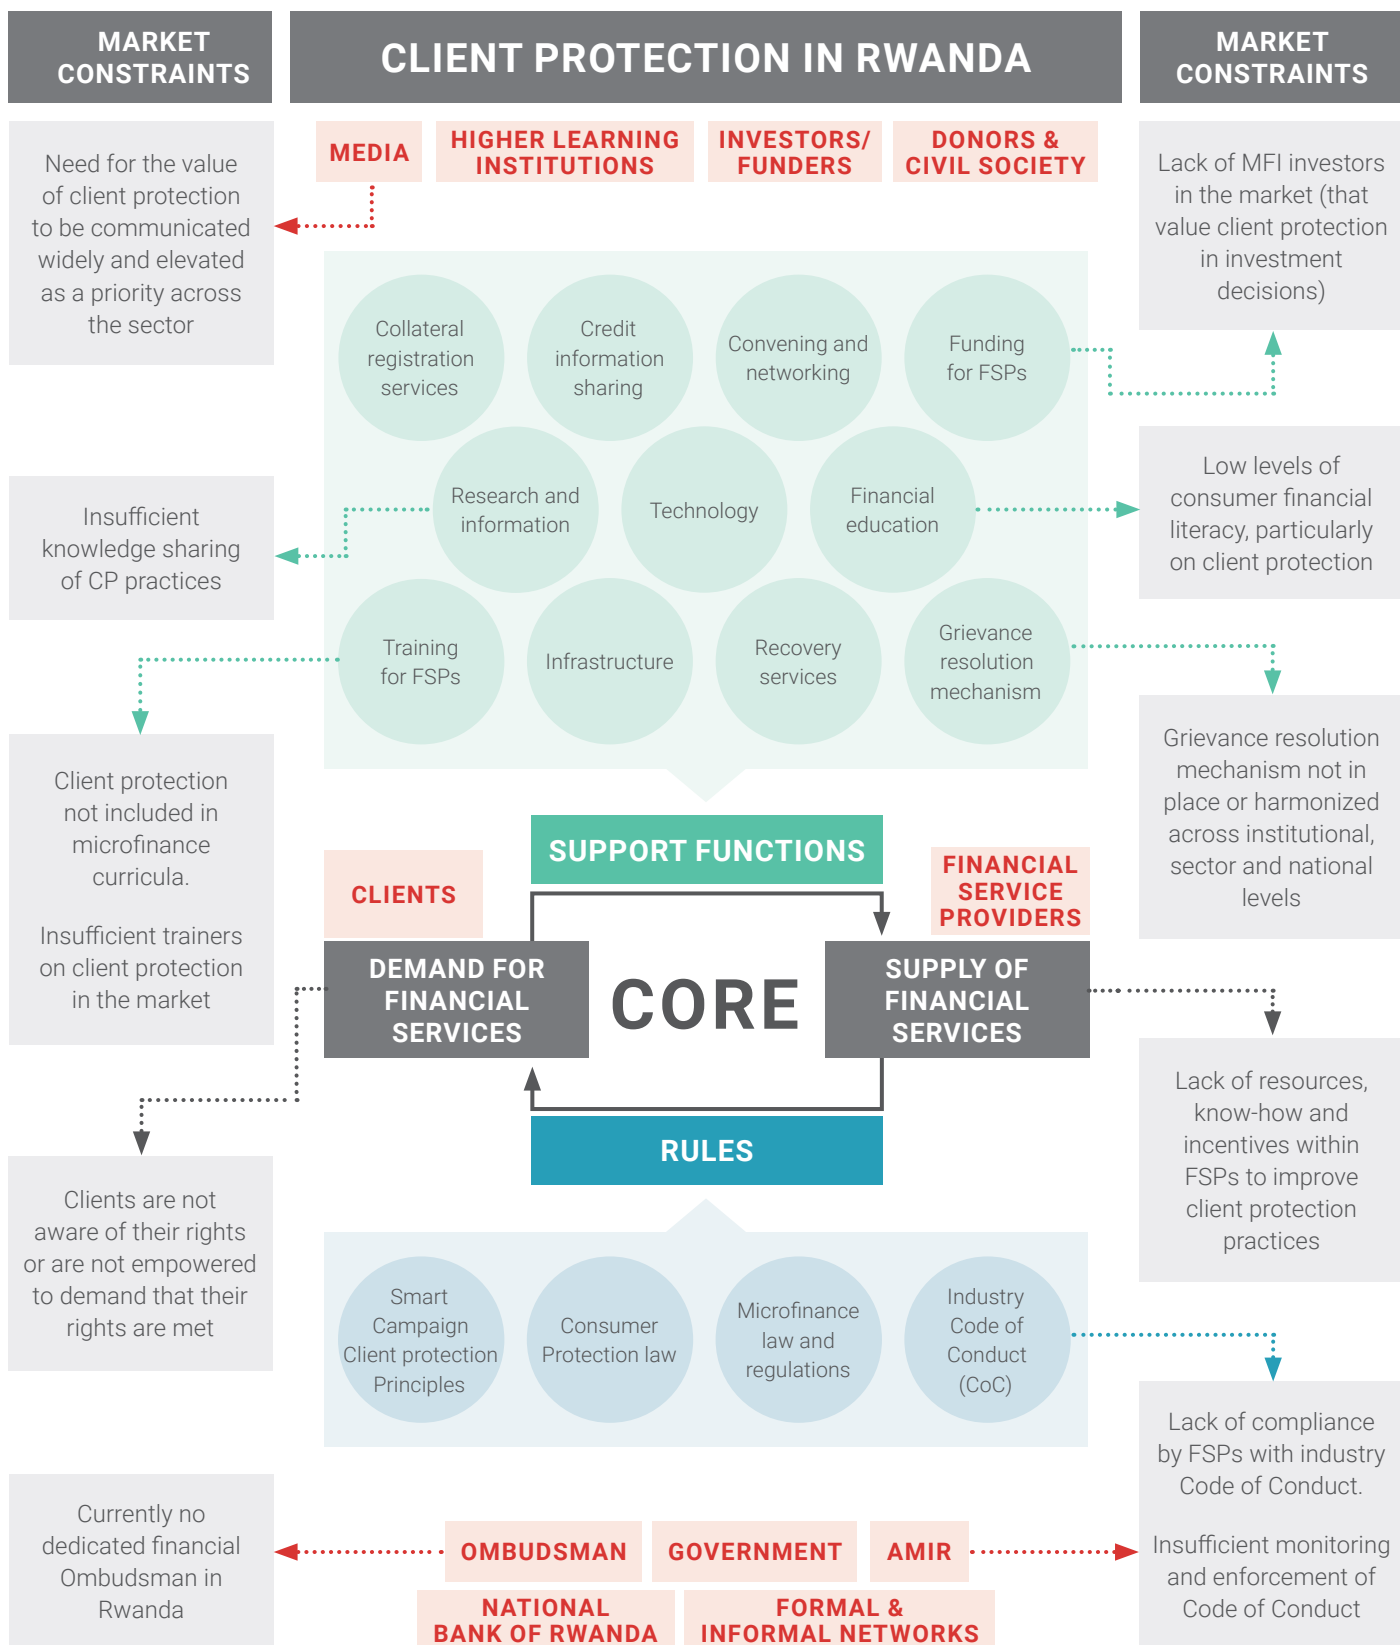 MARKET
CONSTRAINTS
CLIENT PROTECTION IN RWANDA
MARKET
CONSTRAINTS
Need for the value
of client protection
to be communicated
widely and elevated
as a priority across
the sector
MEDIA
HIGHER LEARNING
INSTITUTIONS
INVESTORS/
FUNDERS
DONORS &
CIVIL SOCIETY
Lack of MFI investors
in the market (that
value client protection
in investment
decisions)
Collateral
registration
services
Credit
information
sharing
Convening and
networking
Funding
for FSPs
Insufficient
knowledge sharing
of CP practices
Research and
information
Technology
Financial
education
Low levels of
consumer financial
literacy, particularly
on client protection
Training
for FSPs
Infrastructure
Recovery
services
Grievance
resolution
mechanism
Client protection
not included in
microfinance
curricula.
Insufficient trainers
on client protection
in the market
Grievance resolution
mechanism not in
place or harmonized
across institutional,
sector and national
levels
SUPPORT FUNCTIONS
CLIENTS
FINANCIAL
SERVICE
PROVIDERS
DEMAND FOR
FINANCIAL
SERVICES
CORE
SUPPLY OF
FINANCIAL
SERVICES
RULES
Clients are not
aware of their rights
or are not empowered
to demand that their
rights are met
Lack of resources,
know-how and
incentives within
FSPs to improve
client protection
practices
Smart
Campaign
Client protection
Principles
Consumer
Protection law
Microfinance
law and
regulations
Industry
Code of
Conduct
(CoC)
Currently no
dedicated financial
Ombudsman in
Rwanda
OMBUDSMAN
GOVERNMENT
AMIR
NATIONAL
BANK OF RWANDA
FORMAL &
INFORMAL NETWORKS
Lack of compliance
by FSPs with industry
Code of Conduct.
Insufficient monitoring
and enforcement of
Code of Conduct